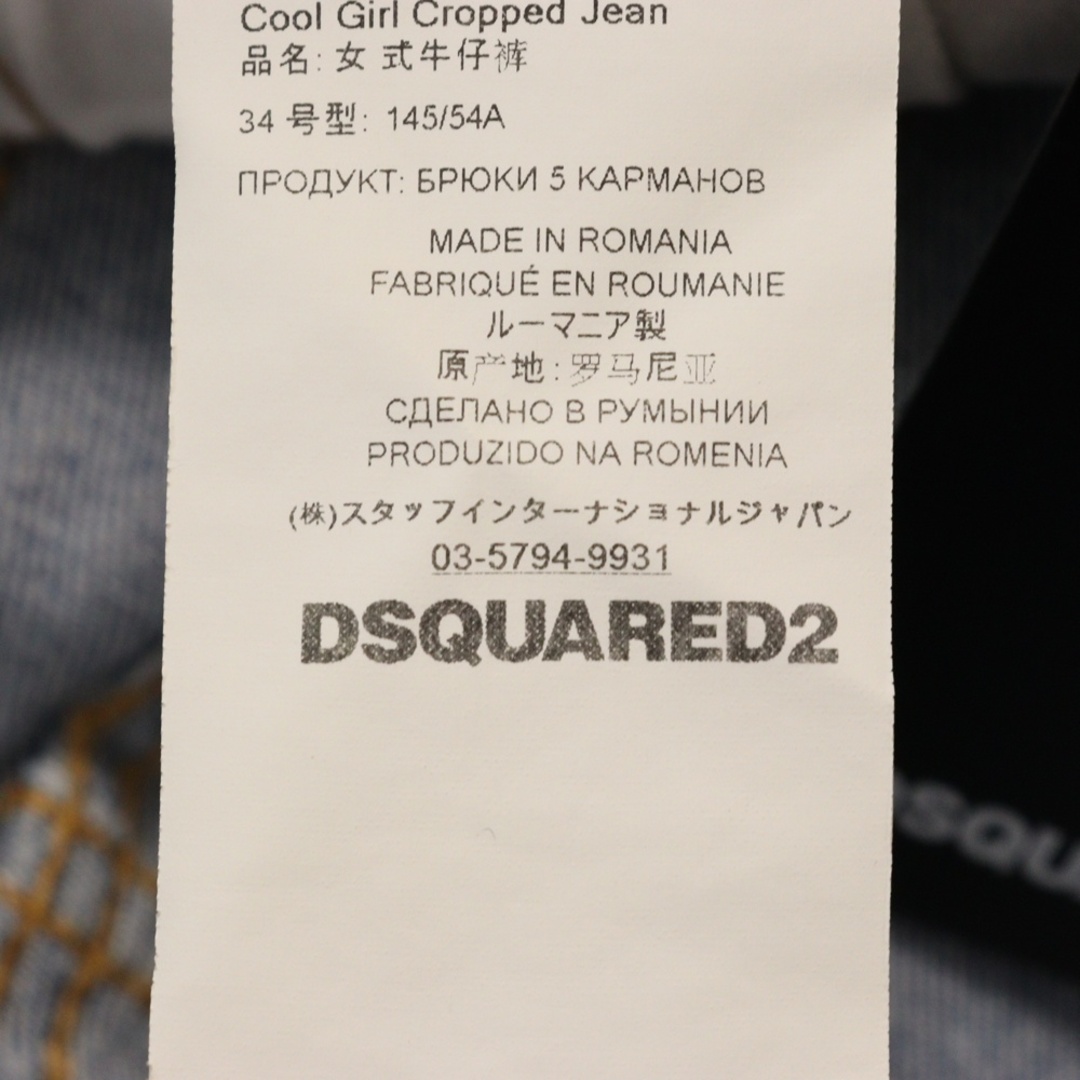 Cool Girl Cropped Jean
品名: 女 式牛仔裤
34 号型: 145/54A
ПРОДУКТ: БРЮКИ 5 КАРМАНОВ
MADE IN ROMANIA
FABRIQUÉ EN ROUMANIE
ルーマニア製
原产地: 罗马尼亚
СДЕЛАНО В РУМЫНИИ
PRODUZIDO NA ROMENIA
(株)スタッフインターナショナルジャパン
03-5794-9931
DSQUARED2